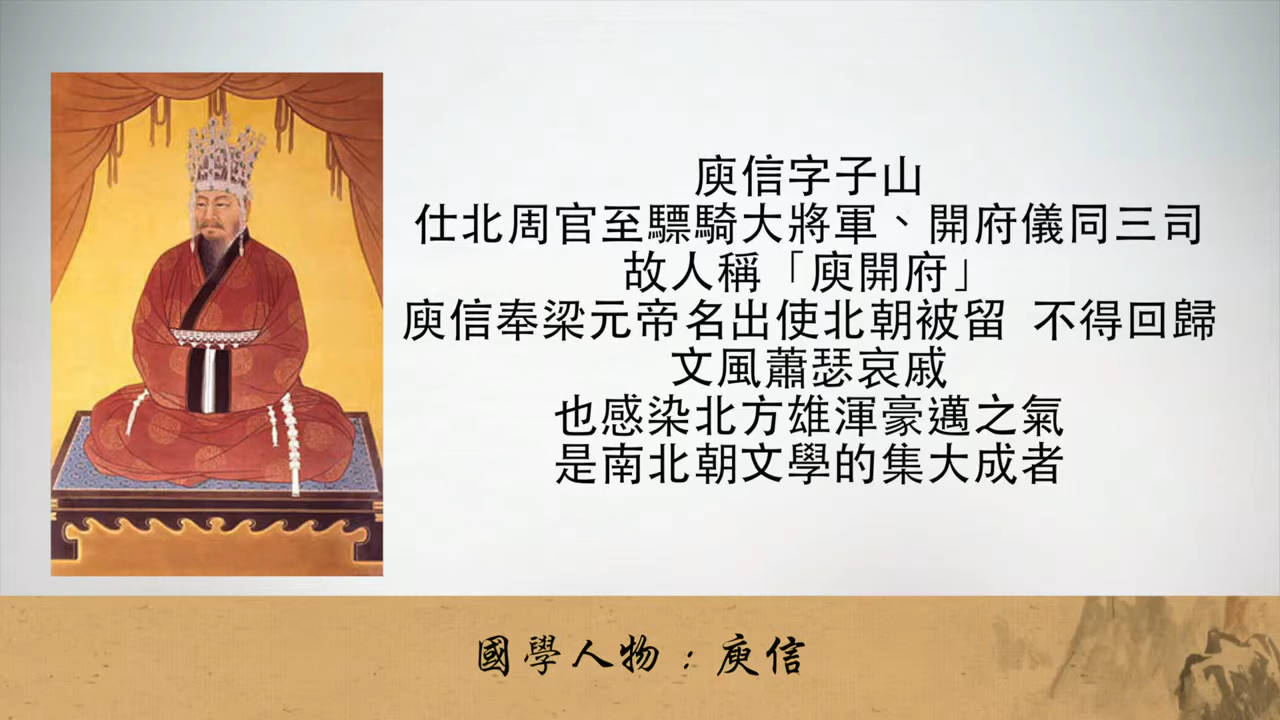 庾信字子山
仕北周官至驃騎大將軍、開府儀同三司
故人稱「庾開府」
庾信奉梁元帝名出使北朝被留 不得回歸
文風蕭瑟哀戚
也感染北方雄渾豪邁之氣
是南北朝文學的集大成者
國學人物：庾信